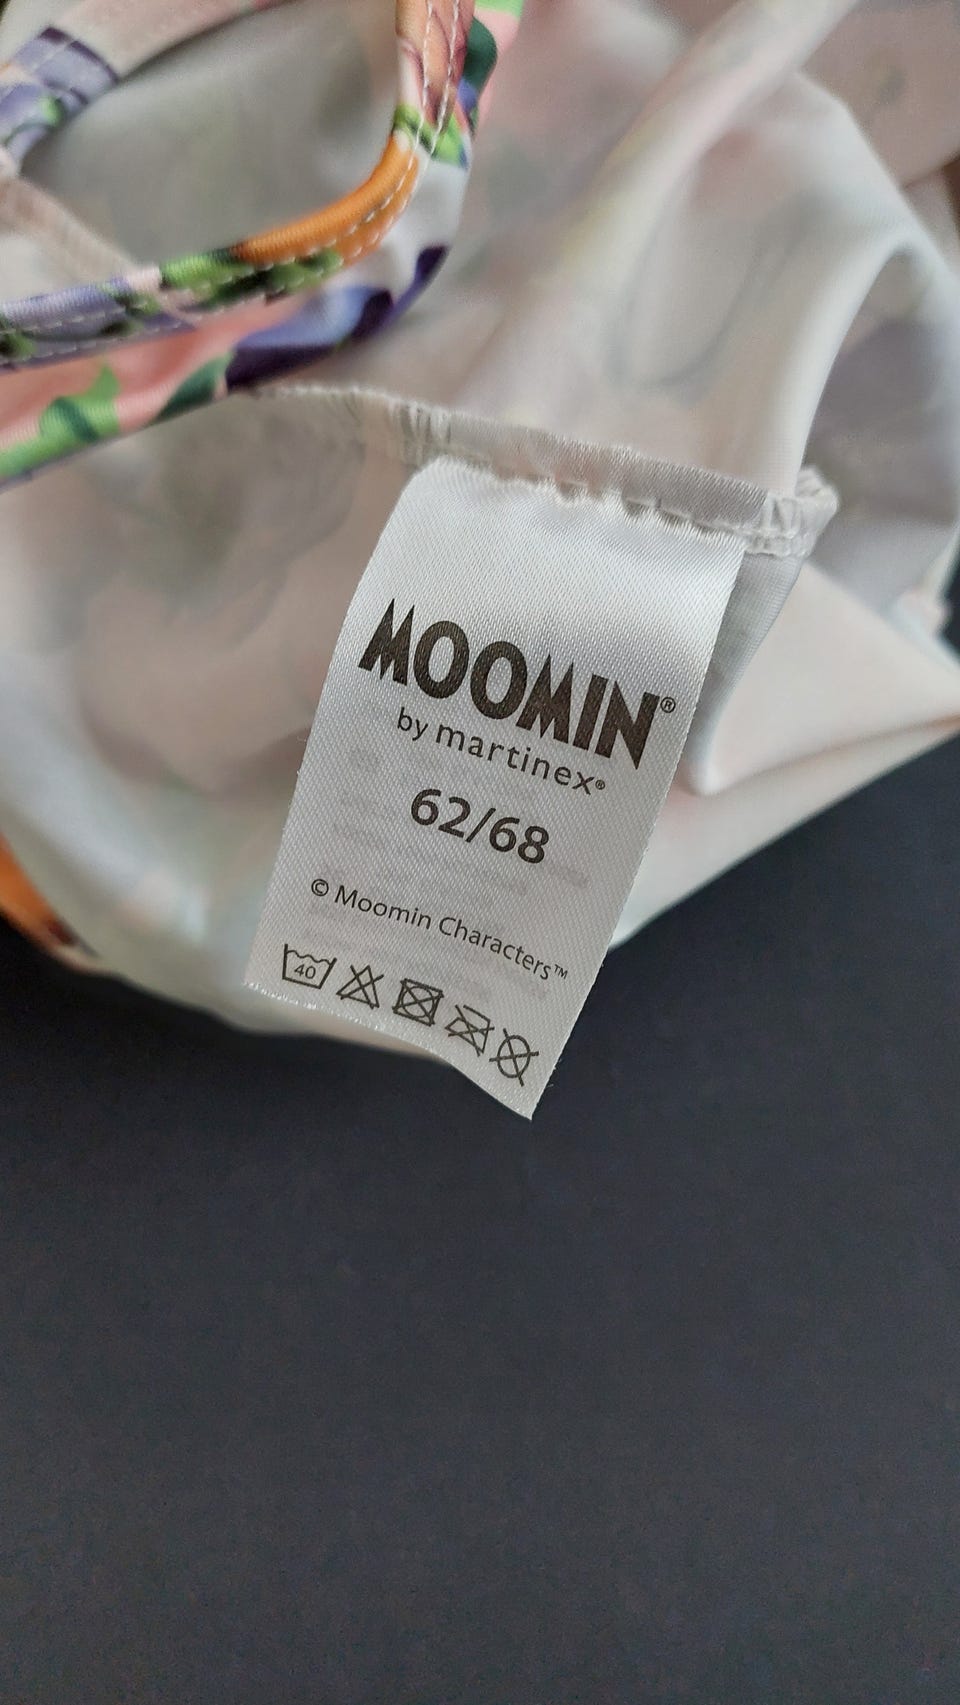 MOOMIN®
by martinex®
62/68
© Moomin Characters™
40